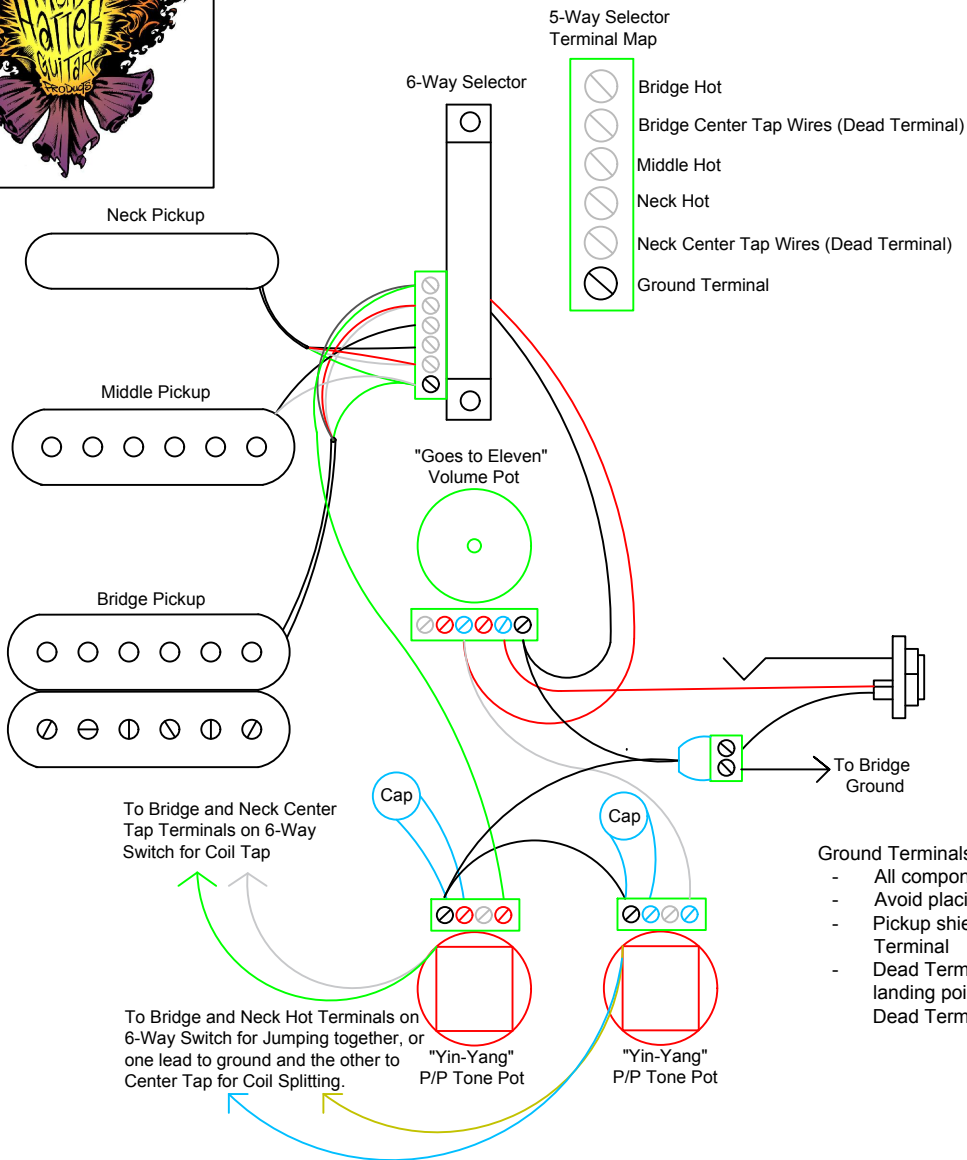 Hatter
Guitar
Products
5-Way Selector
Terminal Map
Bridge Hot
Bridge Center Tap Wires (Dead Terminal)
Middle Hot
Neck Hot
Neck Center Tap Wires (Dead Terminal)
Ground Terminal
6-Way Selector
Neck Pickup
Middle Pickup
"Goes to Eleven"
Volume Pot
Bridge Pickup
To Bridge
Ground
To Bridge and Neck Center
Tap Terminals on 6-Way
Switch for Coil Tap
Cap
Cap
Ground Terminals
- All compon
- Avoid placi
- Pickup shie
Terminal
- Dead Term
landing poi
Dead Term
To Bridge and Neck Hot Terminals on
6-Way Switch for Jumping together, or
one lead to ground and the other to
Center Tap for Coil Splitting.
"Yin-Yang"
P/P Tone Pot
"Yin-Yang"
P/P Tone Pot